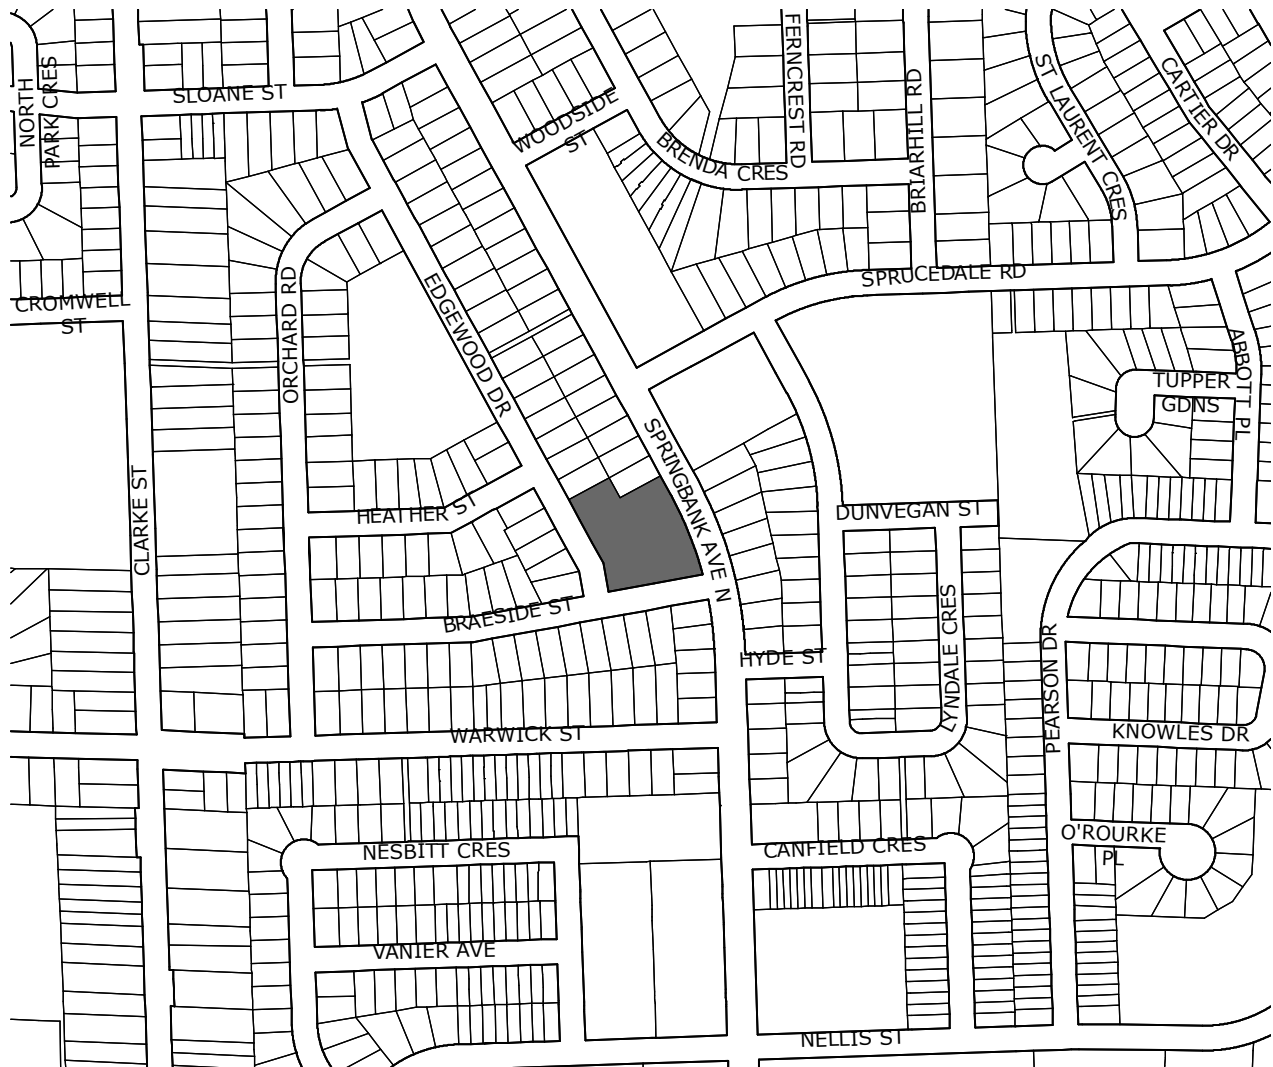 NORTH
PARK CRES
SLOANE ST
WOODSIDE
ST
BRENDA CRES
FERNCREST RD
BRIARHILL RD
ST LAURENT CRES
CARTIER DR
CROMWELL
ST
ORCHARD RD
EDGEWOOD DR
SPRUCEDALE RD
ABBOTT PL
TUPPER
GDNS
CLARKE ST
HEATHER ST
SPRINGBANK AVE N
DUNVEGAN ST
BRAESIDE ST
HYDE ST
LYNDALE CRES
PEARSON DR
WARWICK ST
KNOWLES DR
NESBITT CRES
CANFIELD CRES
O'ROURKE
PL
VANIER AVE
NELLIS ST